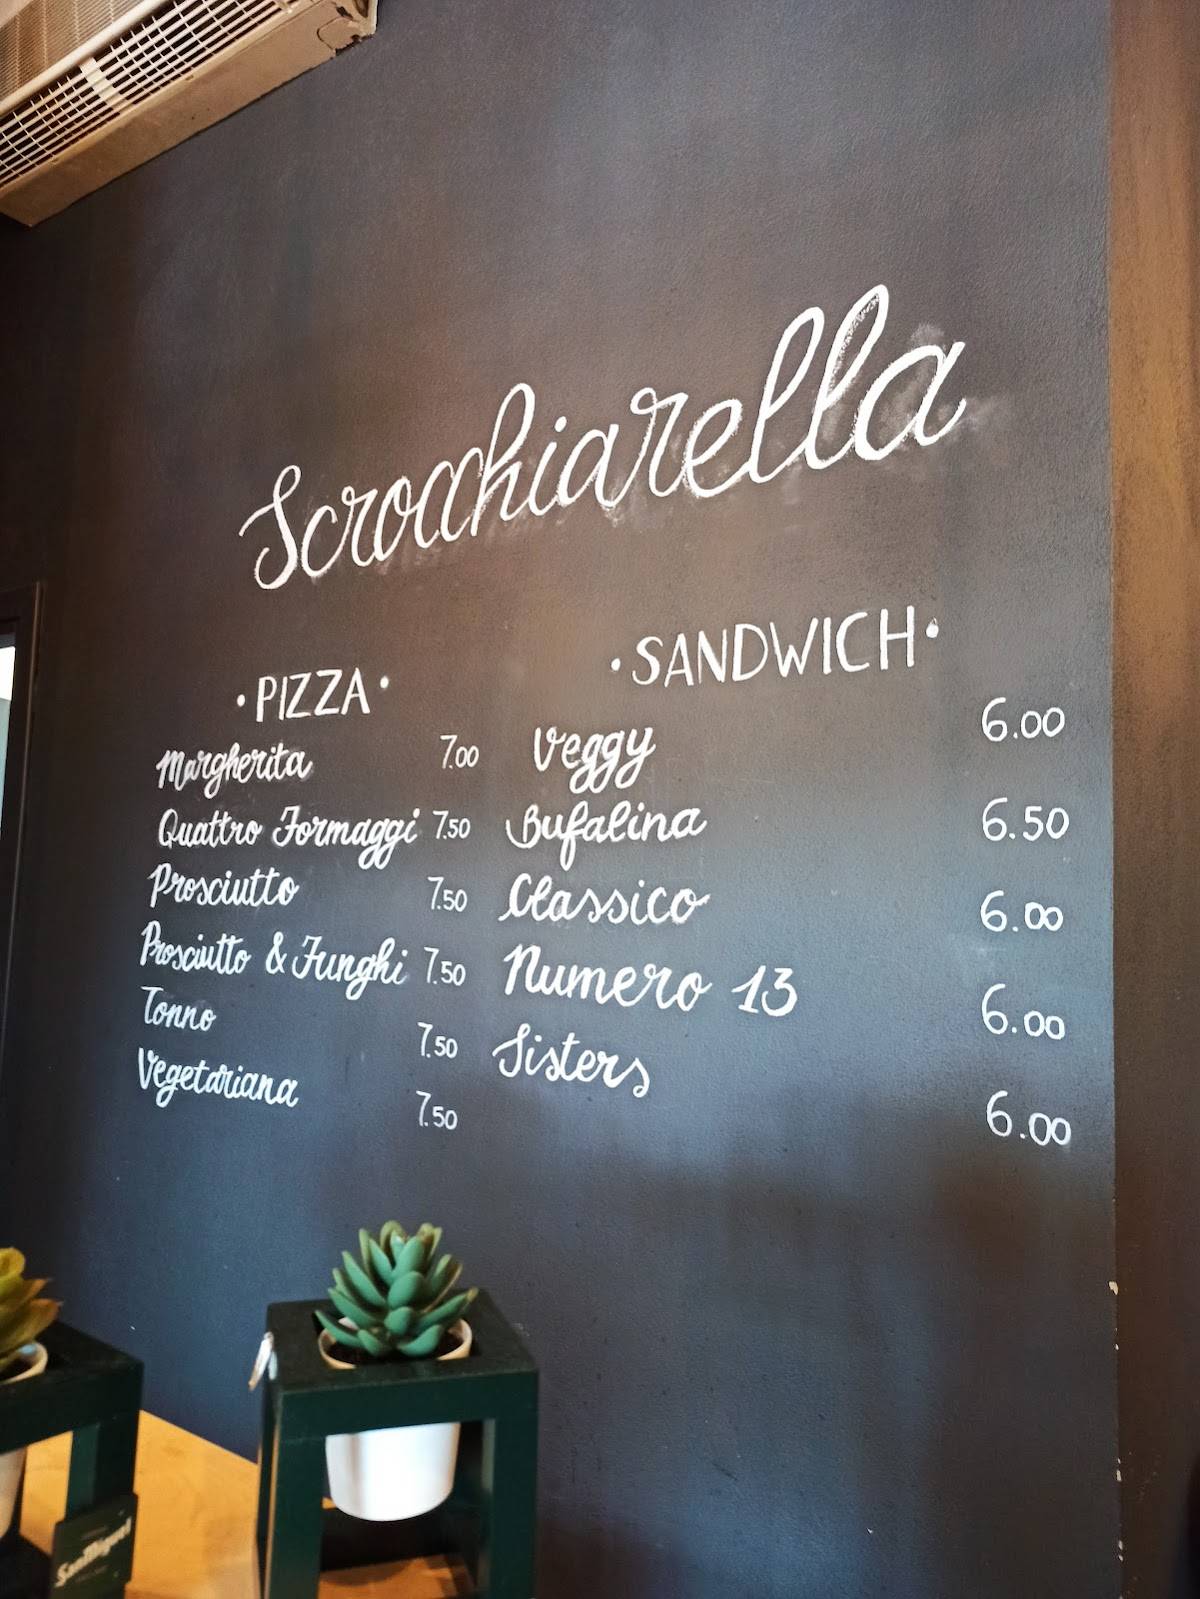 Scrocchiarella
• PIZZA •
Margherita 7.00
Quattro Formaggi 7.50
Prosciutto 7.50
Prosciutto & Funghi 7.50
Tonno 7.50
Vegetariana 7.50
• SANDWICH •
Veggy 6.00
Bufalina 6.50
Classico 6.00
Numero 13 6.00
Sisters 6.00
SanMiguel